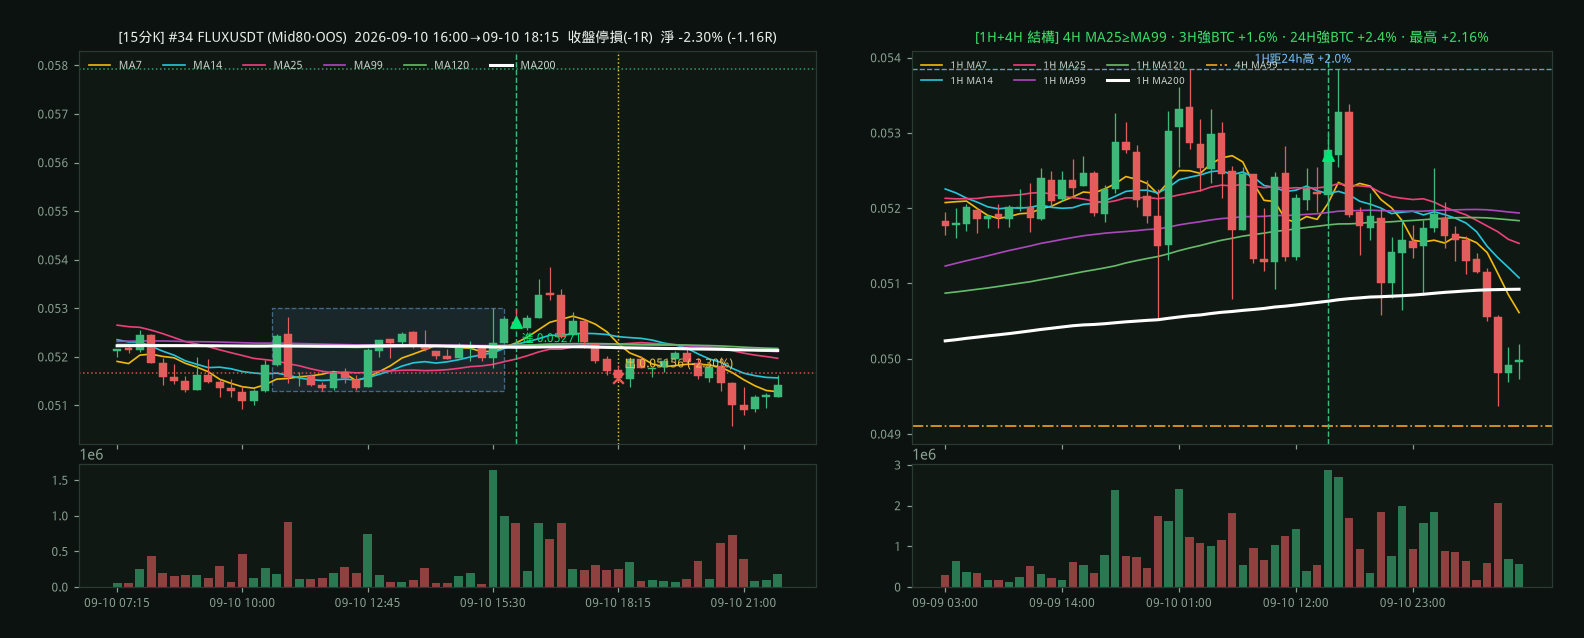 [15分K] #34 FLUXUSDT (Mid80·OOS)  2026-09-10 16:00→09-10 18:15  收盤停損(-1R)  淨 -2.30% (-1.16R)
MA7 MA14 MA25 MA99 MA120 MA200
0.058
0.057
0.056
0.055
0.054
0.053
0.052
0.051
1e6
1.5
1.0
0.5
0.0
09-10 07:15 09-10 10:00 09-10 12:45 09-10 15:30 09-10 18:15 09-10 21:00
[1H+4H 結構] 4H MA25≥MA99 · 3H強BTC +1.6% · 24H強BTC +2.4% · 最高 +2.16%
1H距24h高 +2.0%
1H MA7 1H MA25 1H MA120 4H MA99
1H MA14 1H MA99 1H MA200
0.054
0.053
0.052
0.051
0.050
0.049
1e6
3
2
1
0
09-09 03:00 09-09 14:00 09-10 01:00 09-10 12:00 09-10 23:00